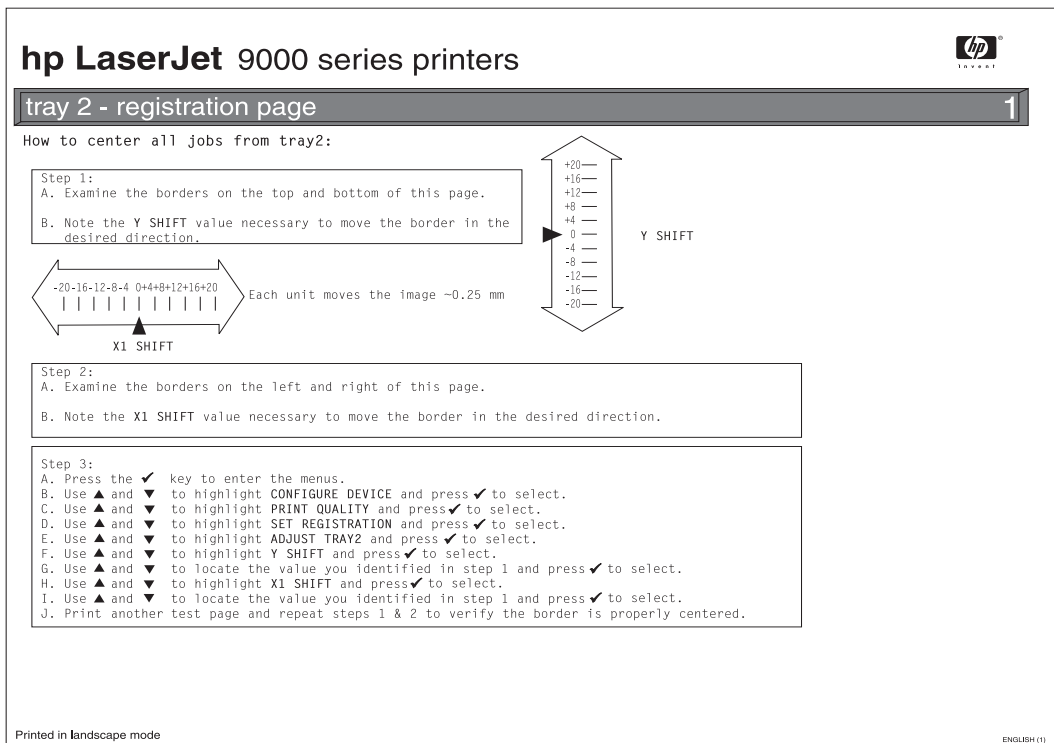 hp LaserJet 9000 series printers
hp
®
invent
tray 2 - registration page
1
How to center all jobs from tray2:
Step 1:
A. Examine the borders on the top and bottom of this page.
B. Note the Y SHIFT value necessary to move the border in the
desired direction.
+20
+16
+12
+8
+4
0
-4
-8
-12
-16
-20
Y SHIFT
-20-16-12-8-4 0+4+8+12+16+20
X1 SHIFT
Each unit moves the image ~0.25 mm
Step 2:
A. Examine the borders on the left and right of this page.
B. Note the X1 SHIFT value necessary to move the border in the desired direction.
Step 3:
A. Press the ✔ key to enter the menus.
B. Use ▲ and ▼ to highlight CONFIGURE DEVICE and press ✔ to select.
C. Use ▲ and ▼ to highlight PRINT QUALITY and press ✔ to select.
D. Use ▲ and ▼ to highlight SET REGISTRATION and press ✔ to select.
E. Use ▲ and ▼ to highlight ADJUST TRAY2 and press ✔ to select.
F. Use ▲ and ▼ to highlight Y SHIFT and press ✔ to select.
G. Use ▲ and ▼ to locate the value you identified in step 1 and press ✔ to select.
H. Use ▲ and ▼ to highlight X1 SHIFT and press ✔ to select.
I. Use ▲ and ▼ to locate the value you identified in step 1 and press ✔ to select.
J. Print another test page and repeat steps 1 & 2 to verify the border is properly centered.
Printed in landscape mode
ENGLISH (1)